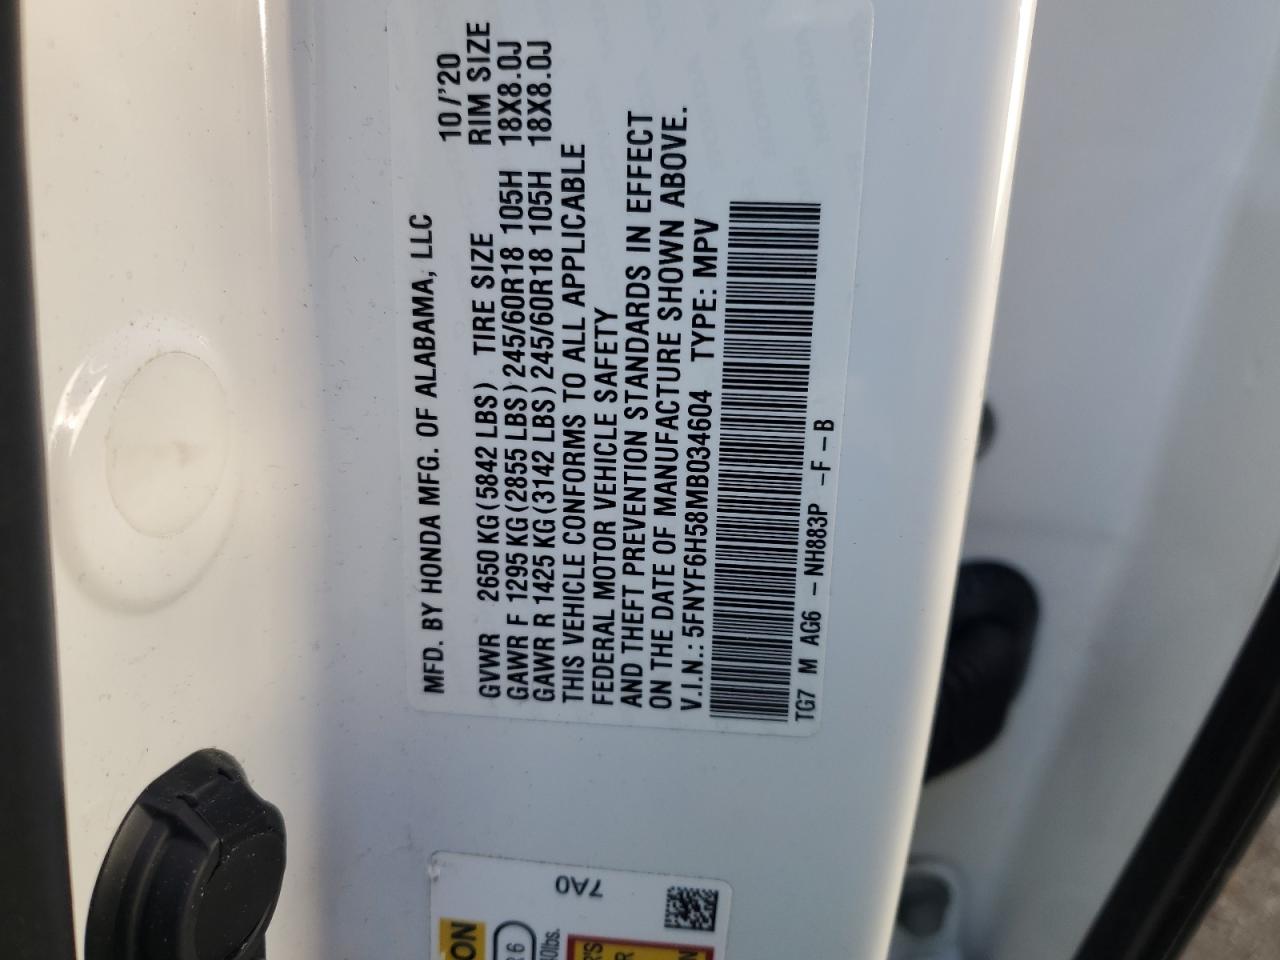 MFD. BY HONDA MFG. OF ALABAMA, LLC 10/'20
GVWR 2650 KG(5842 LBS) TIRE SIZE RIM SIZE
GAWR F 1295 KG(2855 LBS)245/60R18 105H 18X8.0J
GAWR R 1425 KG(3142 LBS)245/60R18 105H 18X8.0J
THIS VEHICLE CONFORMS TO ALL APPLICABLE
FEDERAL MOTOR VEHICLE SAFETY
AND THEFT PREVENTION STANDARDS IN EFFECT
ON THE DATE OF MANUFACTURE SHOWN ABOVE.
V.I.N.: 5FNYF6H58MB034604 TYPE: MPV
TG7 M AG6 -NH883P -F-B
7A0